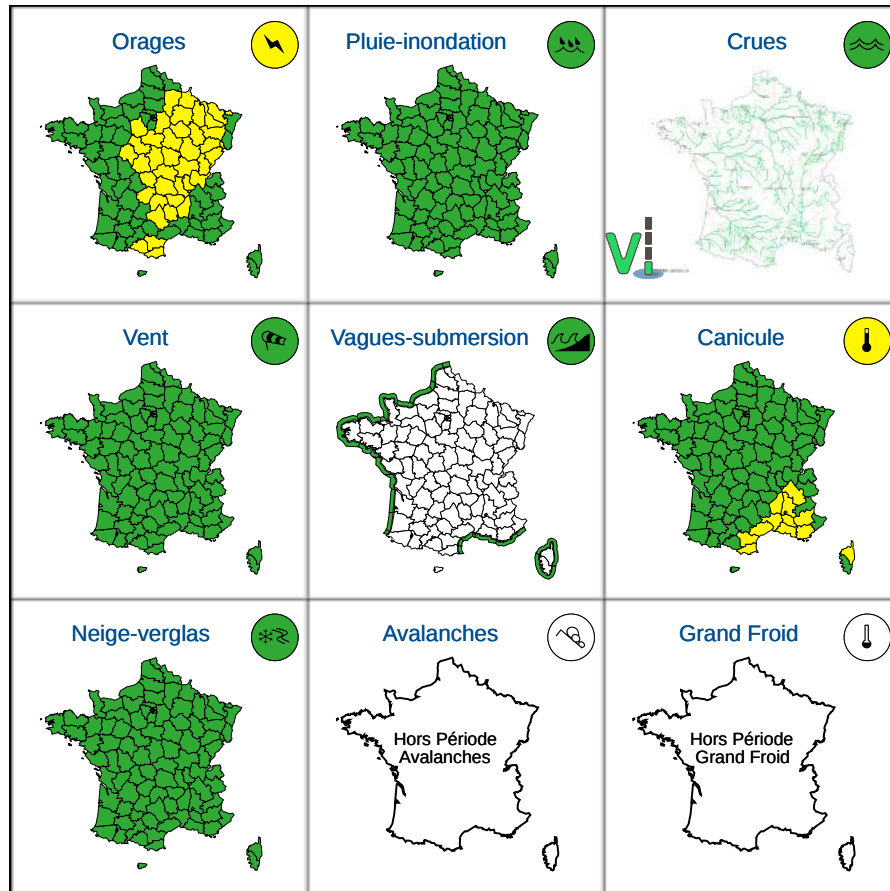 Orages
Pluie-inondation
Crues
Vent
Vagues-submersion
Canicule
Neige-verglas
Avalanches
Grand Froid
Hors Période
Avalanches
Hors Période
Grand Froid